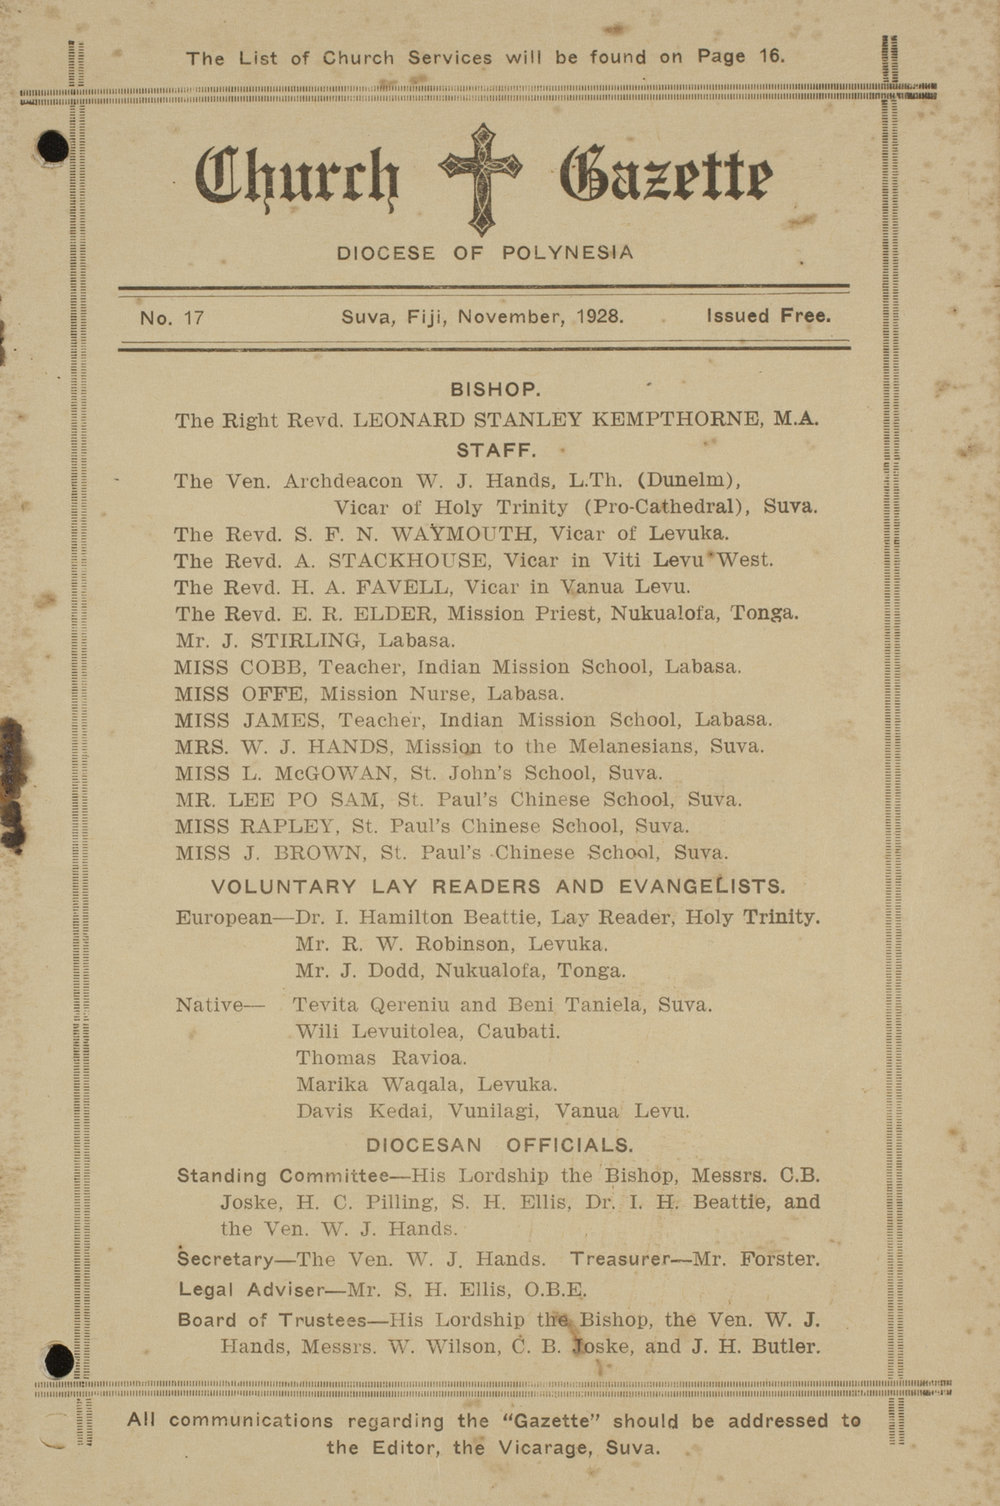 The List of Church Services will be found on Page 16.
Church Gazette
DIOCESE OF POLYNESIA
No. 17 Suva, Fiji, November, 1928. Issued Free.
BISHOP.
The Right Revd. LEONARD STANLEY KEMPTHORNE, M.A.
STAFF.
The Ven. Archdeacon W. J. Hands, L.Th. (Dunelm),
Vicar of Holy Trinity (Pro-Cathedral), Suva.
The Revd. S. F. N. WAYMOUTH, Vicar of Levuka.
The Revd. A. STACKHOUSE, Vicar in Viti Levu West.
The Revd. H. A. FAVELL, Vicar in Vanua Levu.
The Revd. E. R. ELDER, Mission Priest, Nukualofa, Tonga.
Mr. J. STIRLING, Labasa.
MISS COBB, Teacher, Indian Mission School, Labasa.
MISS OFFE, Mission Nurse, Labasa.
MISS JAMES, Teacher, Indian Mission School, Labasa.
MRS. W. J. HANDS, Mission to the Melanesians, Suva.
MISS L. McGOWAN, St. John's School, Suva.
MR. LEE PO SAM, St. Paul's Chinese School, Suva.
MISS RAPLEY, St. Paul's Chinese School, Suva.
MISS J. BROWN, St. Paul's Chinese School, Suva.
VOLUNTARY LAY READERS AND EVANGELISTS.
European—Dr. I. Hamilton Beattie, Lay Reader, Holy Trinity.
Mr. R. W. Robinson, Levuka.
Mr. J. Dodd, Nukualofa, Tonga.
Native— Tevita Qereniu and Beni Taniela, Suva.
Wili Levuitolea, Caubati.
Thomas Ravioa.
Marika Waqala, Levuka.
Davis Kedai, Vunilagi, Vanua Levu.
DIOCESAN OFFICIALS.
Standing Committee—His Lordship the Bishop, Messrs. C.B.
Joske, H. C. Pilling, S. H. Ellis, Dr. I. H. Beattie, and
the Ven. W. J. Hands.
Secretary—The Ven. W. J. Hands. Treasurer—Mr. Forster.
Legal Adviser—Mr. S. H. Ellis, O.B.E.
Board of Trustees—His Lordship the Bishop, the Ven. W. J.
Hands, Messrs. W. Wilson, C. B. Joske, and J. H. Butler.
All communications regarding the "Gazette" should be addressed to
the Editor, the Vicarage, Suva.